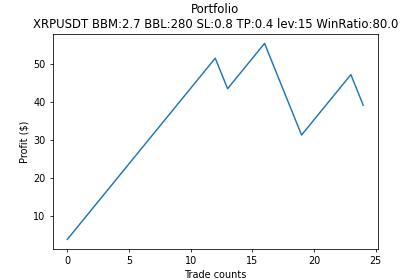 Portfolio
XRPUSDT BBM:2.7 BBL:280 SL:0.8 TP:0.4 lev:15 WinRatio:80.0
Profit ($)
50
40
30
20
10
0 5 10 15 20 25
Trade counts